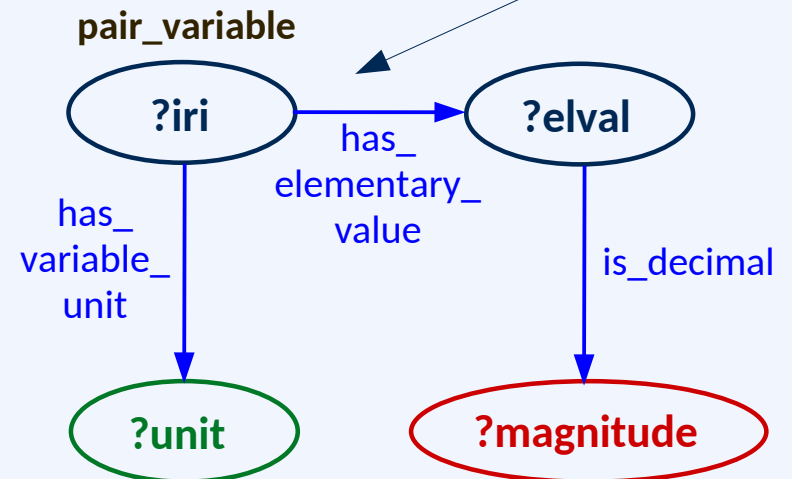 pair_variable
?iri
?elval
has_
elementary_
value
has_
variable_
unit
is_decimal
?unit
?magnitude